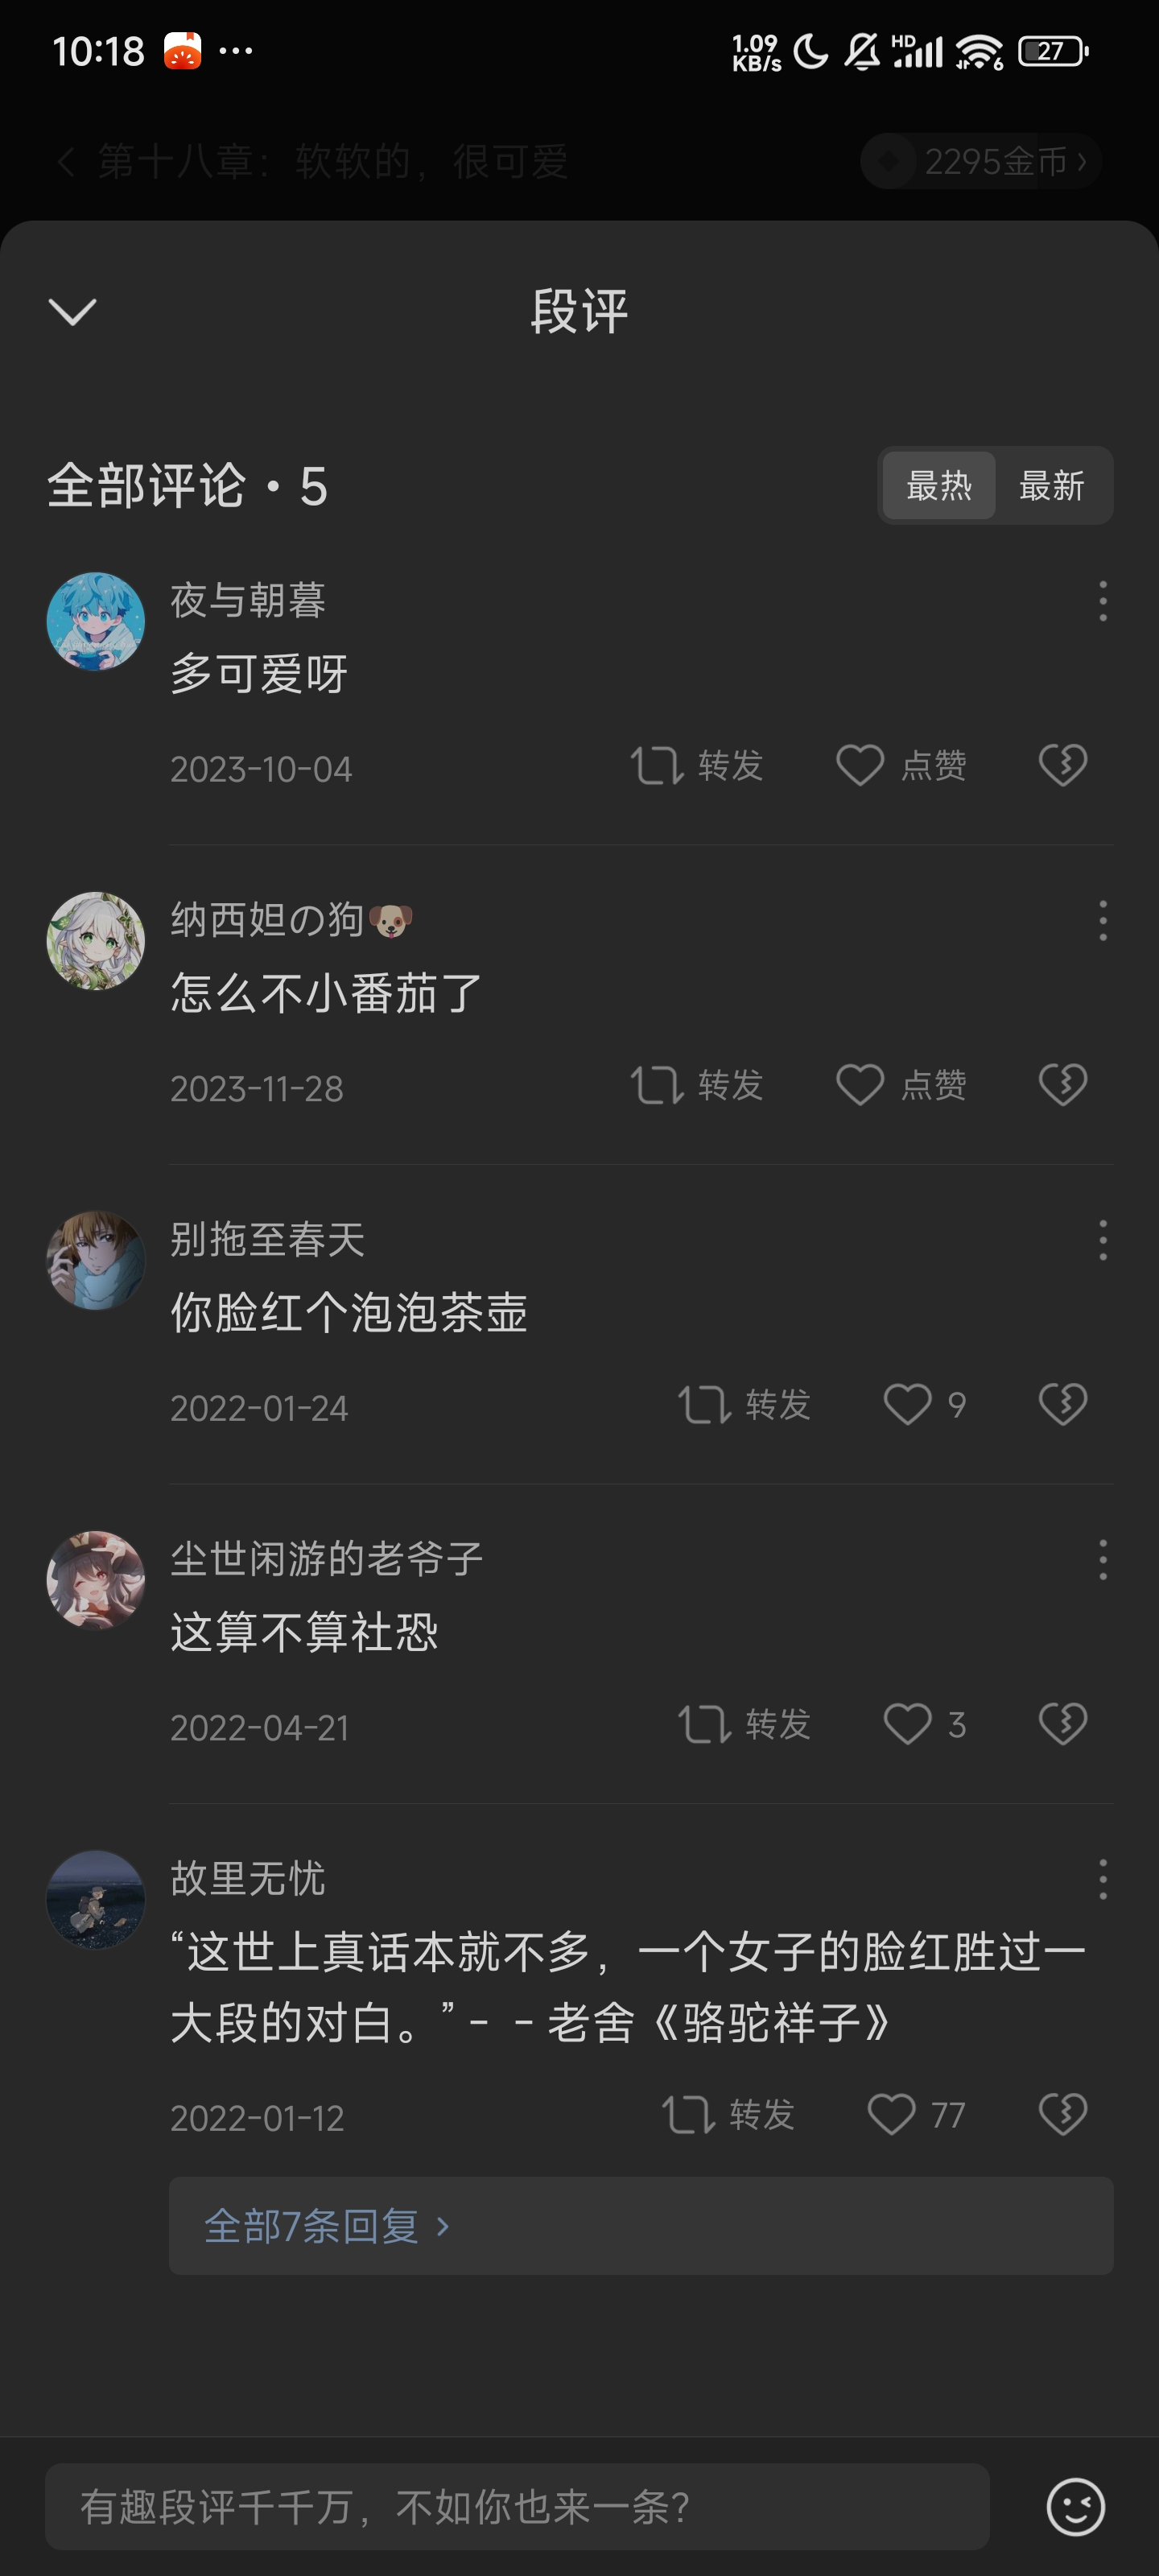 10:18
1.09
KB/s
HD
6
27
第十八章：软软的，很可爱
2295金币
段评
全部评论·5
最热 最新
夜与朝暮
多可爱呀
2023-10-04 转发 点赞
纳西妲の狗🐶
怎么不小番茄了
2023-11-28 转发 点赞
别拖至春天
你脸红个泡泡茶壶
2022-01-24 转发 9
尘世闲游的老爷子
这算不算社恐
2022-04-21 转发 3
故里无忧
“这世上真话本就不多，一个女子的脸红胜过一
大段的对白。”－－老舍《骆驼祥子》
2022-01-12 转发 77
全部7条回复
有趣段评千千万，不如你也来一条？